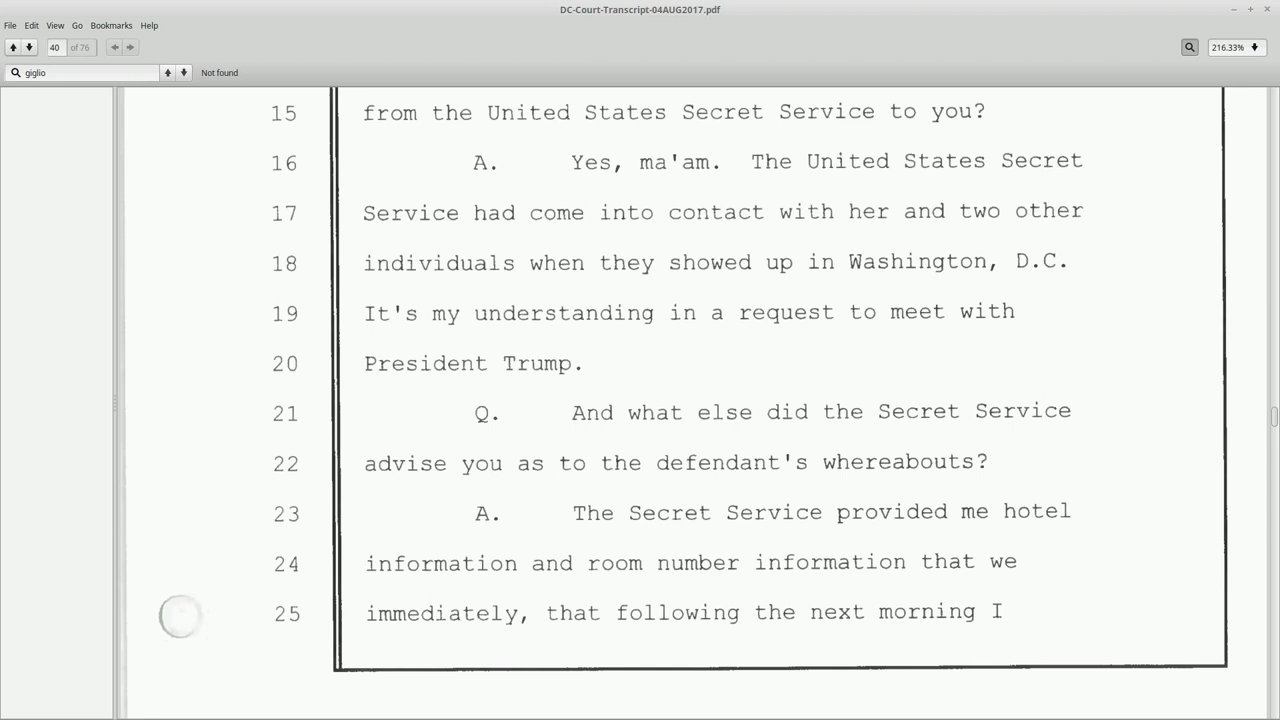 DC-Court-Transcript-04AUG2017.pdf
File Edit View Go Bookmarks Help
40 of 76 216.33%
giglio Not found
15 from the United States Secret Service to you?
16 A. Yes, ma'am. The United States Secret
17 Service had come into contact with her and two other
18 individuals when they showed up in Washington, D.C.
19 It's my understanding in a request to meet with
20 President Trump.
21 Q. And what else did the Secret Service
22 advise you as to the defendant's whereabouts?
23 A. The Secret Service provided me hotel
24 information and room number information that we
25 immediately, that following the next morning I